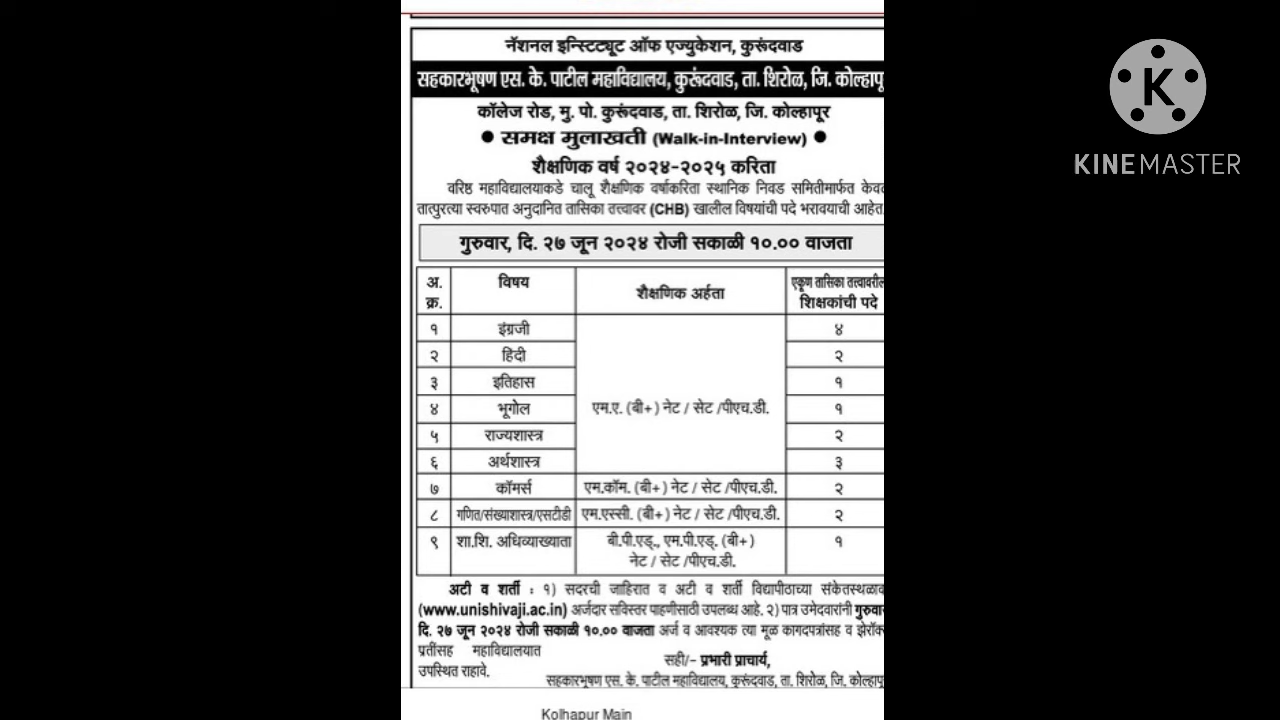 नॅशनल इन्स्टिट्यूट ऑफ एज्युकेशन, कुरूंदवाड
सहकारभूषण एस. के. पाटील महाविद्यालय, कुरूंदवाड, ता. शिरोळ, जि. कोल्हापू
कॉलेज रोड, मु. पो. कुरूंदवाड, ता. शिरोळ, जि. कोल्हापूर
● समक्ष मुलाखती (Walk-in-Interview) ●
शैक्षणिक वर्ष २०२४-२०२५ करिता
वरिष्ठ महाविद्यालयाकडे चालू शैक्षणिक वर्षाकरिता स्थानिक निवड समितीमार्फत केवळ
तात्पुरत्या स्वरुपात अनुदानित तासिका तत्त्वावर (CHB) खालील विषयांची पदे भरावयाची आहेत.
गुरुवार, दि. २७ जून २०२४ रोजी सकाळी १०.०० वाजता
अ. क्र. विषय शैक्षणिक अर्हता एकूण तासिका तत्त्वावरील शिक्षकांची पदे
१ इंग्रजी ४
२ हिंदी २
३ इतिहास १
४ भूगोल एम.ए. (बी+) नेट / सेट /पीएच.डी. १
५ राज्यशास्त्र २
६ अर्थशास्त्र ३
७ कॉमर्स एम.कॉम. (बी+) नेट / सेट /पीएच.डी. २
८ गणित/संख्याशास्त्र/एसटीडी एम.एस्सी. (बी+) नेट / सेट /पीएच.डी. २
९ शा.शि. अधिव्याख्याता बी.पी.एड्., एम.पी.एड्. (बी+) १
नेट / सेट /पीएच.डी.
अटी व शर्ती : १) सदरची जाहिरात व अटी व शर्ती विद्यापीठाच्या संकेतस्थळाव
(www.unishivaji.ac.in) अर्जदार सविस्तर पाहणीसाठी उपलब्ध आहे. २) पात्र उमेदवारांनी गुरुवार
दि. २७ जून २०२४ रोजी सकाळी १०.०० वाजता अर्ज व आवश्यक त्या मूळ कागदपत्रांसह व झेरॉक्स
प्रतींसह महाविद्यालयात
उपस्थित राहावे.
सही/- प्रभारी प्राचार्य,
सहकारभूषण एस. के. पाटील महाविद्यालय, कुरूंदवाड, ता. शिरोळ, जि. कोल्हापू
Kolhapur Main
K
KINEMASTER